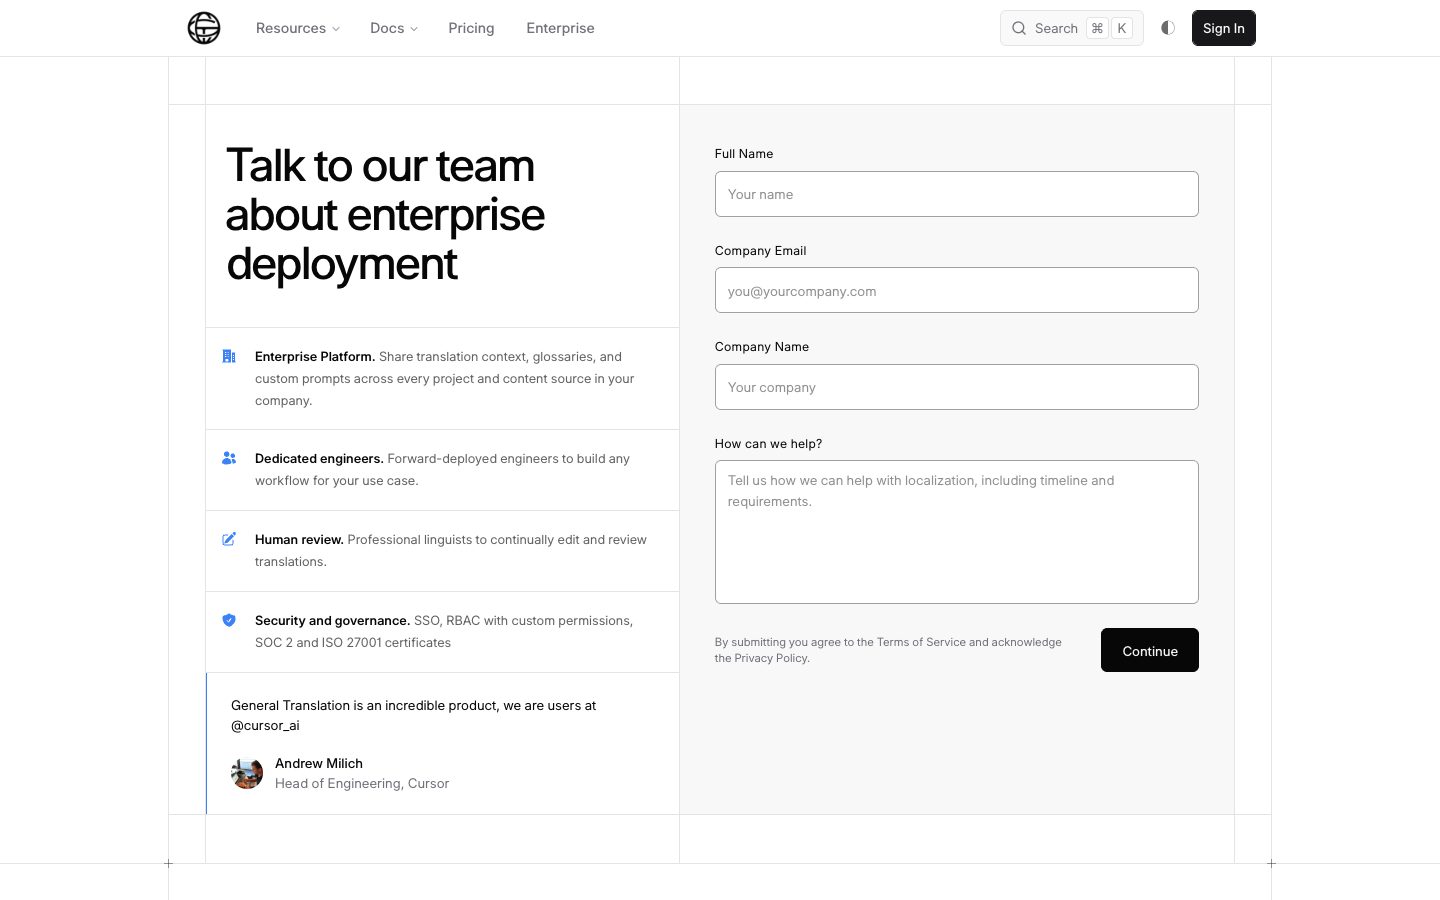 Resources
Docs
Pricing
Enterprise
Search ⌘ K
Sign In
Talk to our team
about enterprise
deployment
Enterprise Platform. Share translation context, glossaries, and
custom prompts across every project and content source in your
company.
Dedicated engineers. Forward-deployed engineers to build any
workflow for your use case.
Human review. Professional linguists to continually edit and review
translations.
Security and governance. SSO, RBAC with custom permissions,
SOC 2 and ISO 27001 certificates
General Translation is an incredible product, we are users at
@cursor_ai
Andrew Milich
Head of Engineering, Cursor
Full Name
Your name
Company Email
you@yourcompany.com
Company Name
Your company
How can we help?
Tell us how we can help with localization, including timeline and
requirements.
By submitting you agree to the Terms of Service and acknowledge
the Privacy Policy.
Continue